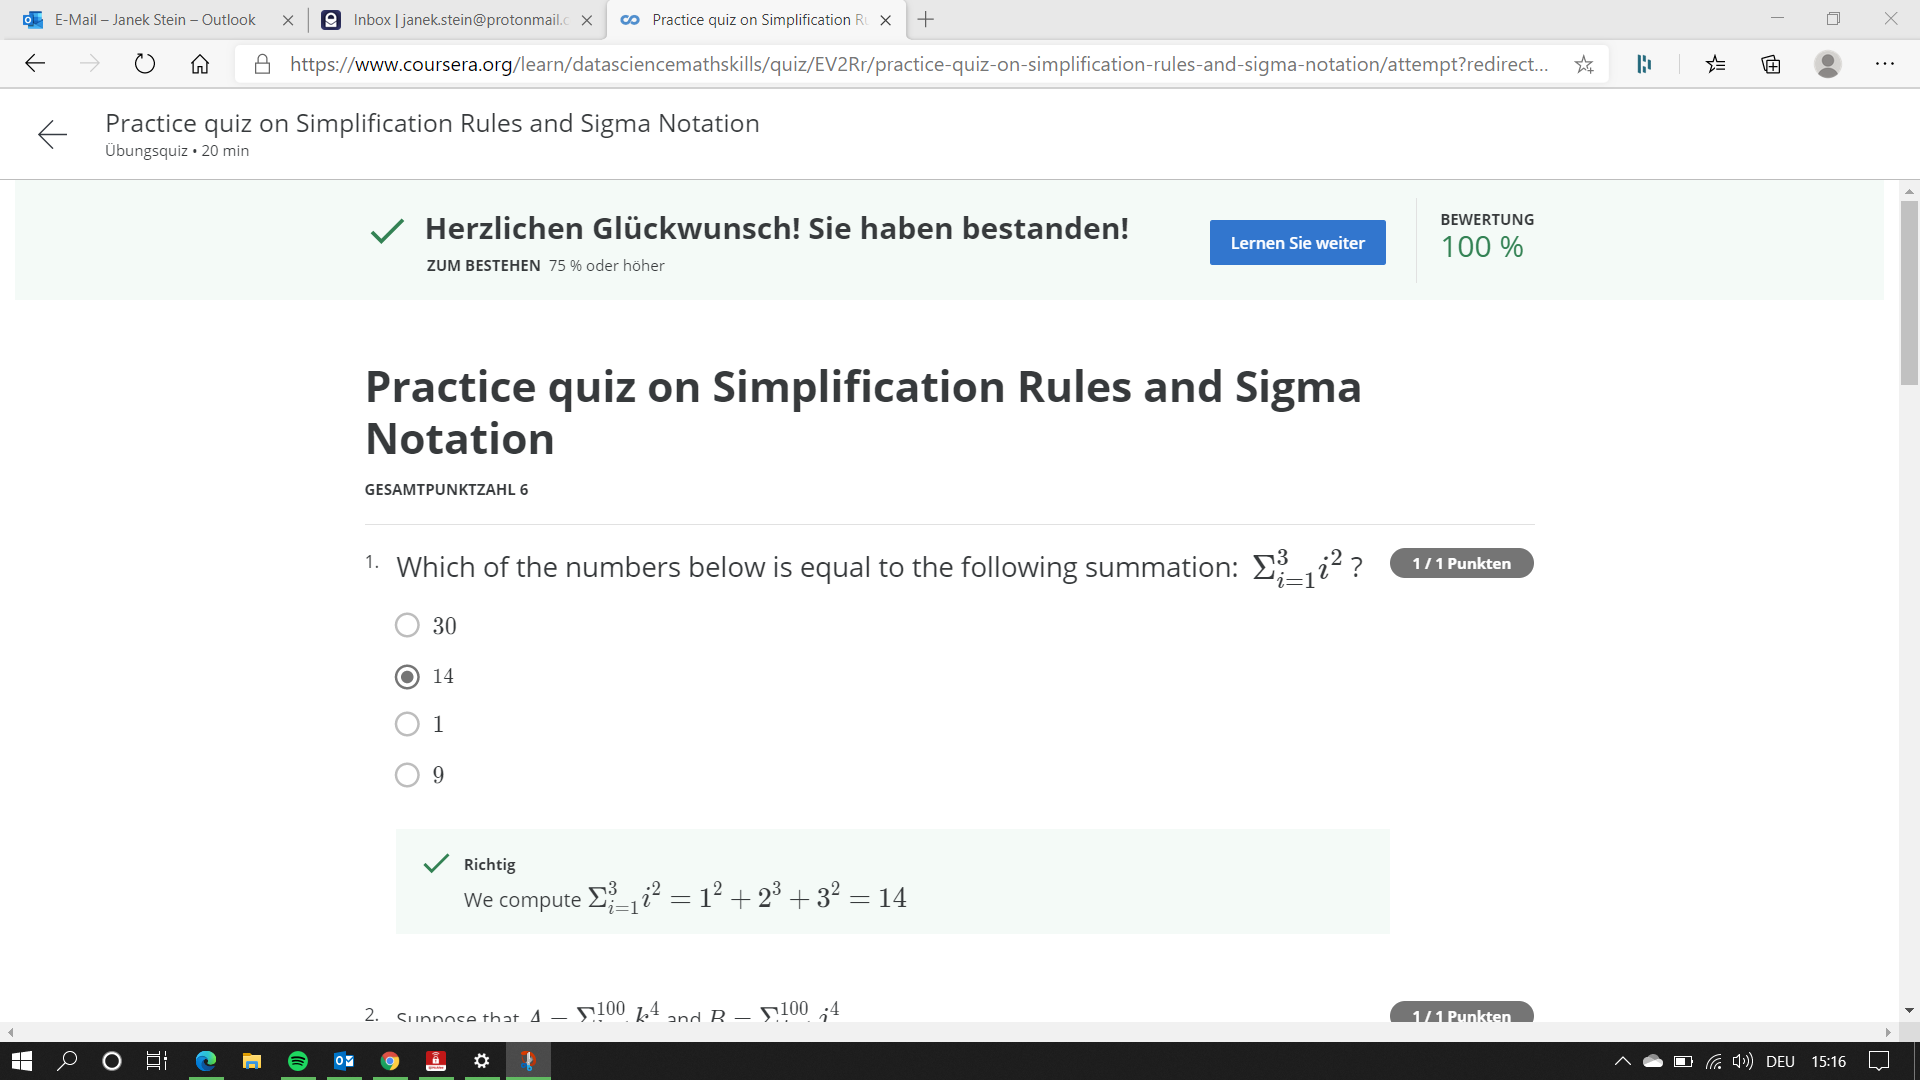 E-Mail – Janek Stein – Outlook
Inbox | janek.stein@protonmail.c
Practice quiz on Simplification Ru
https://www.coursera.org/learn/datasciencemathskills/quiz/EV2Rr/practice-quiz-on-simplification-rules-and-sigma-notation/attempt?redirect...
Practice quiz on Simplification Rules and Sigma Notation
Übungsquiz • 20 min
Herzlichen Glückwunsch! Sie haben bestanden!
ZUM BESTEHEN 75 % oder höher
Lernen Sie weiter
BEWERTUNG
100 %
Practice quiz on Simplification Rules and Sigma
Notation
GESAMTPUNKTZAHL 6
1. Which of the numbers below is equal to the following summation: Σ_{i=1}^{3} i^2 ?
1 / 1 Punkten
30
14
1
9
Richtig
We compute Σ_{i=1}^{3} i^2 = 1^2 + 2^3 + 3^2 = 14
2. Suppose that A = Σ^{100} k^4 and B = Σ^{100} i^4
1 / 1 Punkten
DEU 15:16